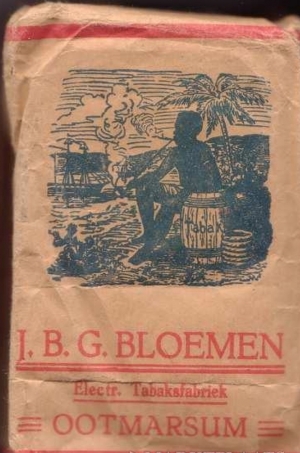 Tabak
J. B. G. BLOEMEN
Electr. Tabaksfabriek
OOTMARSUM